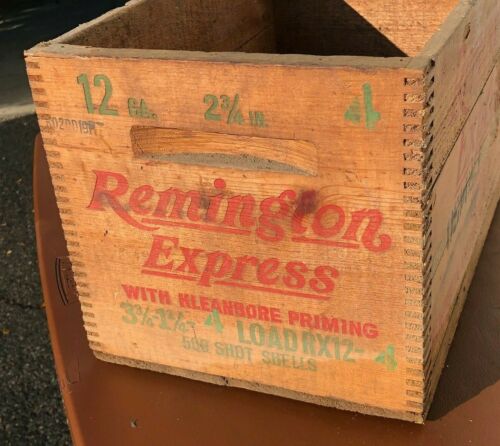 12 GA. 2¾ IN. 4
Remington
Express
WITH KLEANBORE PRIMING
3¾-1¼- 4 LOAD RX12- 4
500 SHOT SHELLS